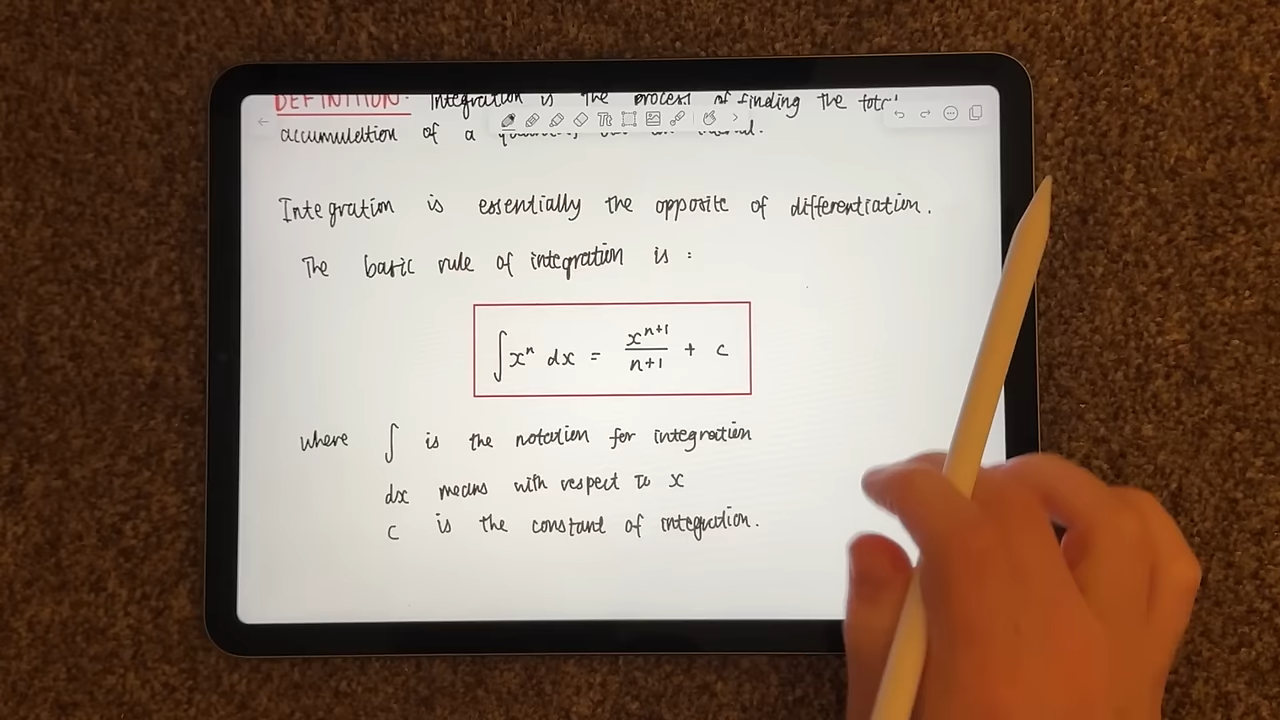 DEFINITION: Integration is the process of finding the total
accumulation of a
Integration is essentially the opposite of differentiation.
The basic rule of integration is :
∫xⁿ dx = xⁿ⁺¹/n+1 + c
where ∫ is the notation for integration
dx means with respect to x
c is the constant of integration.